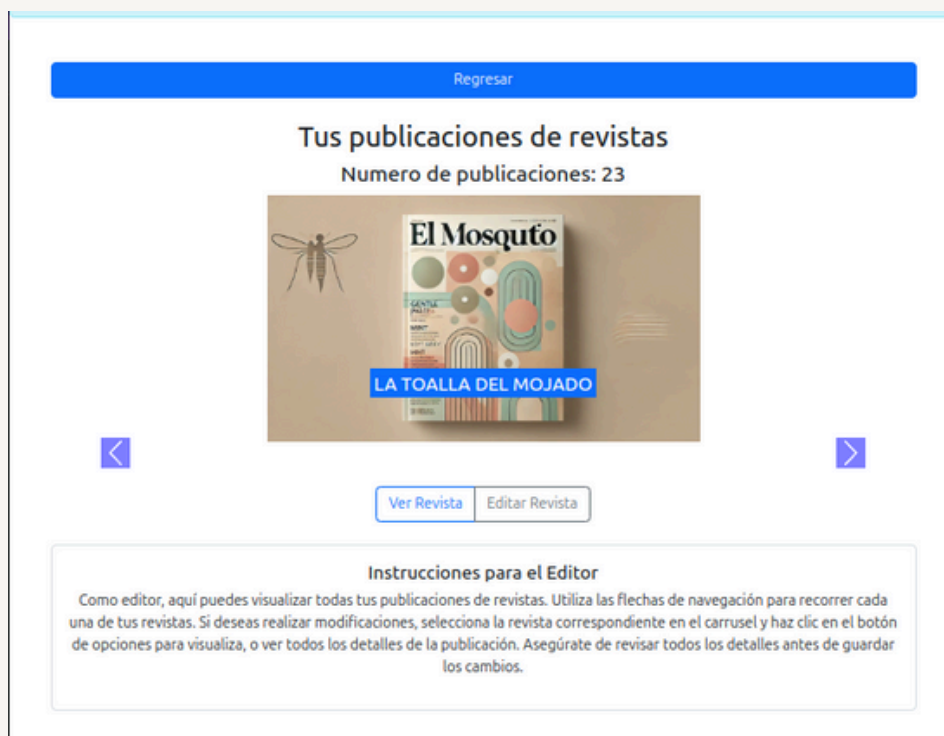 Regresar
Tus publicaciones de revistas
Numero de publicaciones: 23
El Mosquto
GENTLE
MINT
MINT
LA TOALLA DEL MOJADO
Ver Revista
Editar Revista
Instrucciones para el Editor
Como editor, aquí puedes visualizar todas tus publicaciones de revistas. Utiliza las flechas de navegación para recorrer cada
una de tus revistas. Si deseas realizar modificaciones, selecciona la revista correspondiente en el carrusel y haz clic en el botón
de opciones para visualiza, o ver todos los detalles de la publicación. Asegúrate de revisar todos los detalles antes de guardar
los cambios.